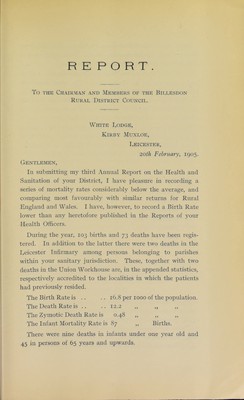 REPORT.
To the Chairman and Members of the Billesdon
Rural District Council.
White Lodge,
Kirby Muxloe,
Leicester,
20th February, 1905.
Gentlemen,
In submitting my third Annual Report on the Health and
Sanitation of your District, I have pleasure in recording a
series of mortality rates considerably below the average, and
comparing most favourably with similar returns for Rural
England and Wales. I have, however, to record a Birth Rate
lower than any heretofore published in the Reports of your
Health Officers.
During the year, 103 births and 73 deaths have been regis-
tered. In addition to the latter there were two deaths in the
Leicester Infirmary among persons belonging to parishes
within your sanitary jurisdiction. These, together with two
deaths in the Union Workhouse are, in the appended statistics,
respectively accredited to the localities in which the patients
had previously resided.
The Birth Rate is .. .. 16.8 per 1000 of the population.
The Death Rate is .. .. 12.2 „ „ „
The Zymotic Death Rate is 0.48 „ „ „
The Infant Mortality Rate is 87 „ Births.
There were nine deaths in infants under one year old and
45 in persons of 65 years and upwards.